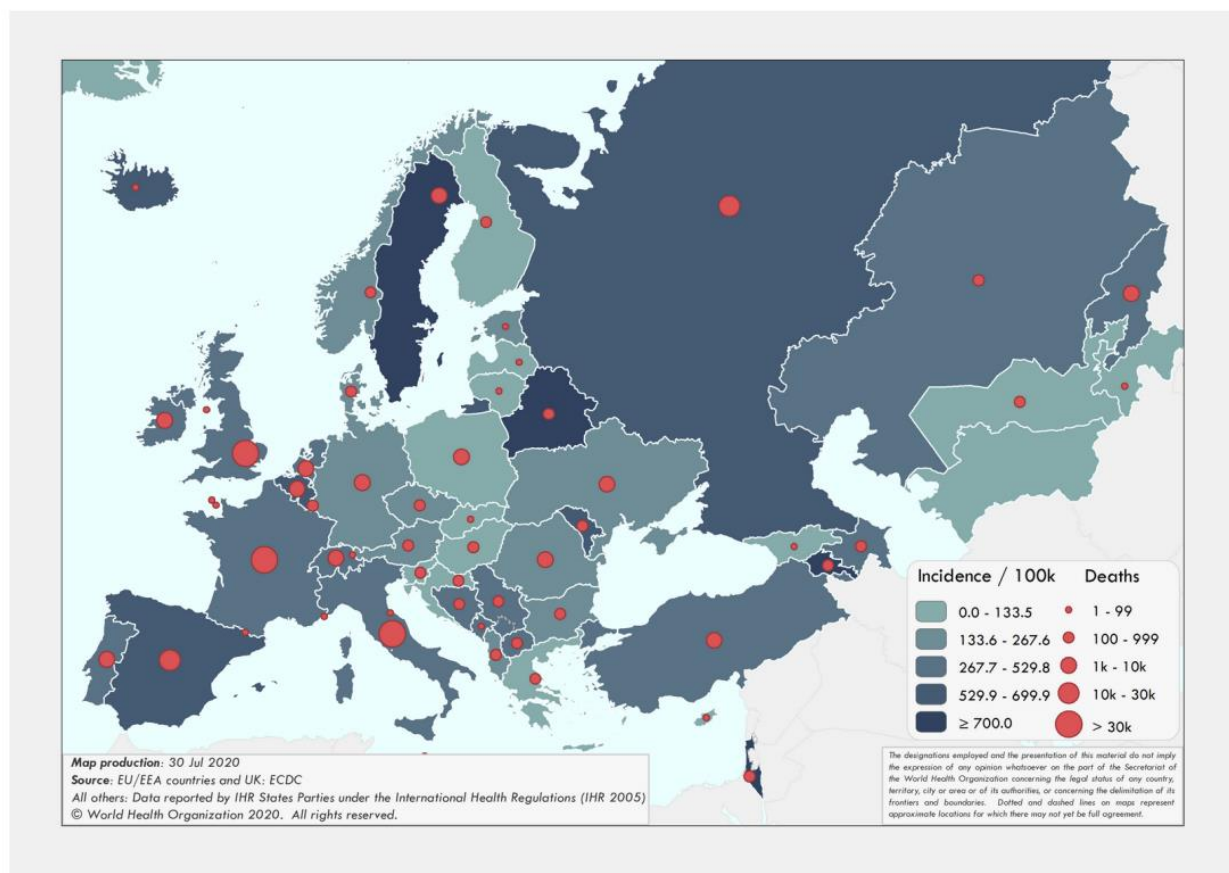 Incidence / 100k Deaths
0.0 - 133.5 1 - 99
133.6 - 267.6 100 - 999
267.7 - 529.8 1k - 10k
529.9 - 699.9 10k - 30k
≥ 700.0 > 30k
Map production: 30 Jul 2020
Source: EU/EEA countries and UK: ECDC
All others: Data reported by IHR States Parties under the International Health Regulations (IHR 2005)
© World Health Organization 2020. All rights reserved.
The designations employed and the presentation of this material do not imply
the expression of any opinion whatsoever on the part of the Secretariat of
the World Health Organization concerning the legal status of any country,
territory, city or area or of its authorities, or concerning the delimitation of its
frontiers and boundaries. Dotted and dashed lines on maps represent
approximate locations for which there may not yet be full agreement.